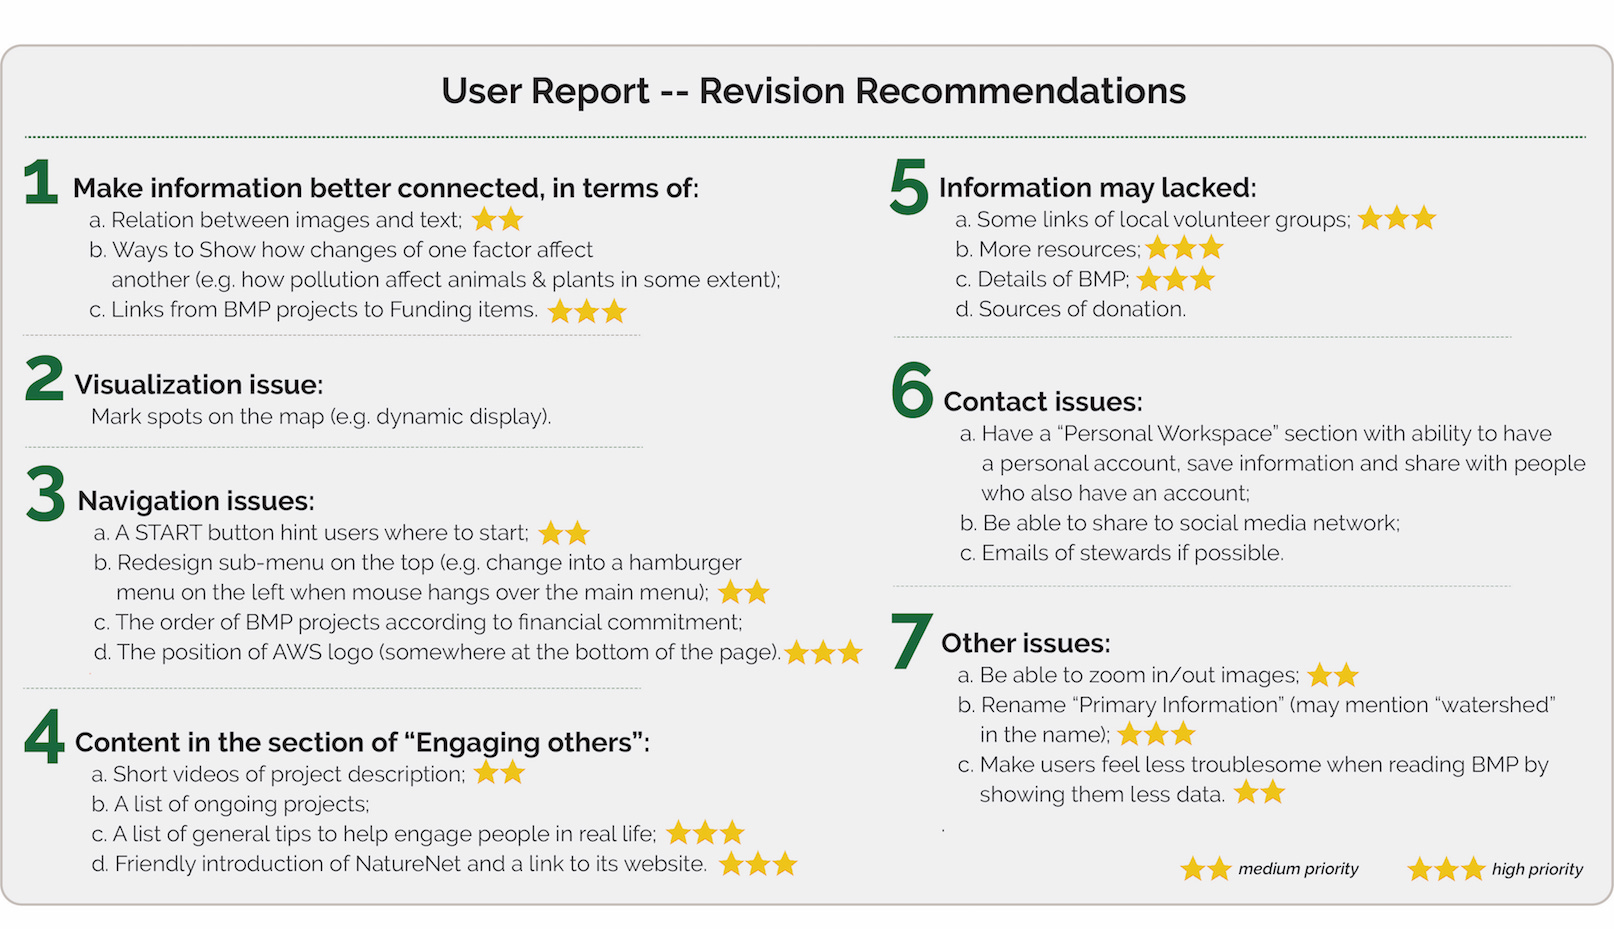 User Report -- Revision Recommendations
1 Make information better connected, in terms of:
a. Relation between images and text;
b. Ways to Show how changes of one factor affect
another (e.g. how pollution affect animals & plants in some extent);
c. Links from BMP projects to Funding items.
2 Visualization issue:
Mark spots on the map (e.g. dynamic display).
3 Navigation issues:
a. A START button hint users where to start;
b. Redesign sub-menu on the top (e.g. change into a hamburger
menu on the left when mouse hangs over the main menu);
c. The order of BMP projects according to financial commitment;
d. The position of AWS logo (somewhere at the bottom of the page).
4 Content in the section of “Engaging others”:
a. Short videos of project description;
b. A list of ongoing projects;
c. A list of general tips to help engage people in real life;
d. Friendly introduction of NatureNet and a link to its website.
5 Information may lacked:
a. Some links of local volunteer groups;
b. More resources;
c. Details of BMP;
d. Sources of donation.
6 Contact issues:
a. Have a “Personal Workspace” section with ability to have
a personal account, save information and share with people
who also have an account;
b. Be able to share to social media network;
c. Emails of stewards if possible.
7 Other issues:
a. Be able to zoom in/out images;
b. Rename “Primary Information” (may mention “watershed”
in the name);
c. Make users feel less troublesome when reading BMP by
showing them less data.
medium priority
high priority